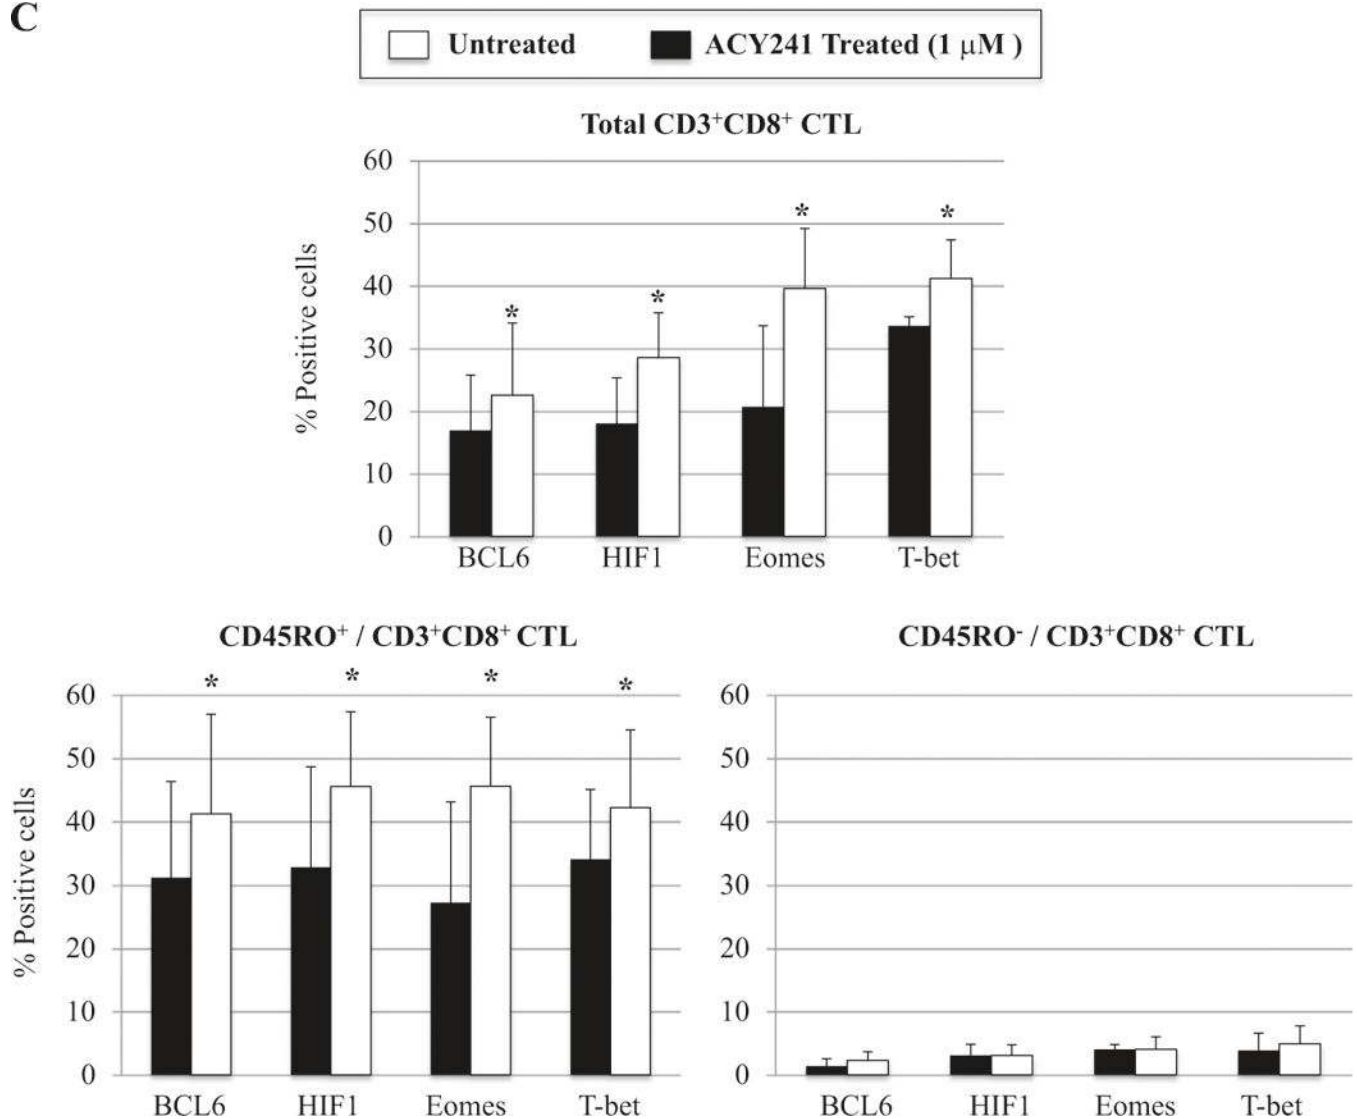 C
Untreated ACY241 Treated (1 μM )
Total CD3⁺CD8⁺ CTL
% Positive cells
60
50
40
30
20
10
0
* * * *
BCL6 HIF1 Eomes T-bet
CD45RO⁺ / CD3⁺CD8⁺ CTL
% Positive cells
60
50
40
30
20
10
0
* * * *
BCL6 HIF1 Eomes T-bet
CD45RO⁻ / CD3⁺CD8⁺ CTL
60
50
40
30
20
10
0
BCL6 HIF1 Eomes T-bet